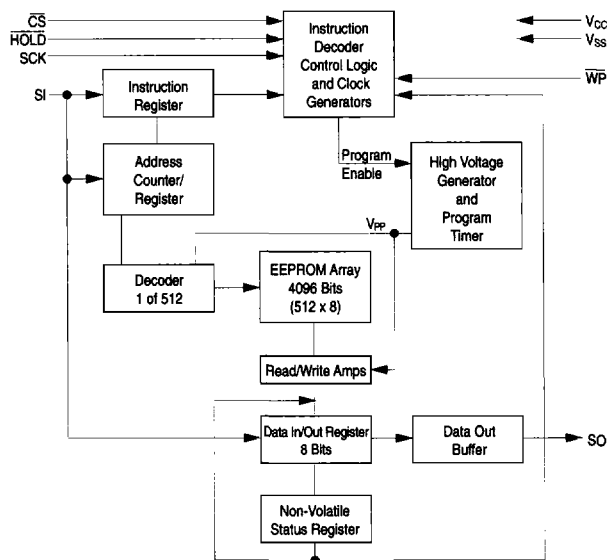 CS
HOLD
SCK
SI
Instruction
Decoder
Control Logic
and Clock
Generators
VCC
VSS
WP
Instruction
Register
Address
Counter/
Register
Program
Enable
High Voltage
Generator
and
Program
Timer
VPP
Decoder
1 of 512
EEPROM Array
4096 Bits
(512 x 8)
Read/Write Amps
Data In/Out Register
8 Bits
Data Out
Buffer
SO
Non-Volatile
Status Register